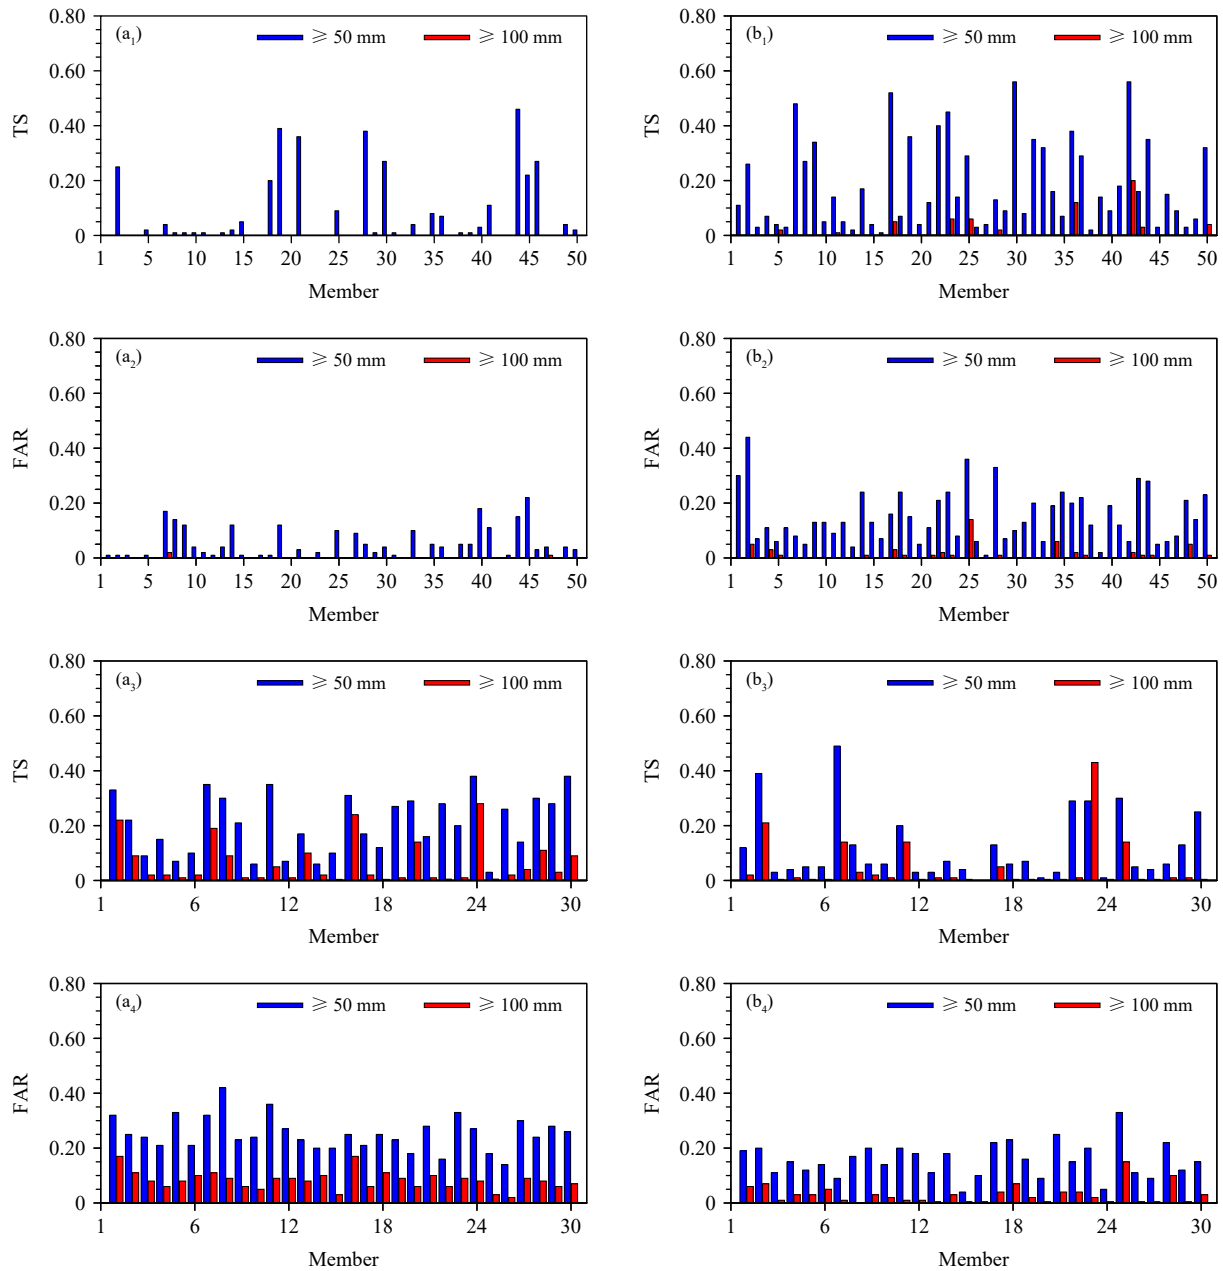 (a1) ≥ 50 mm ≥ 100 mm
TS
0.80
0.60
0.40
0.20
0
1 5 10 15 20 25 30 35 40 45 50
Member
(b1) ≥ 50 mm ≥ 100 mm
TS
0.80
0.60
0.40
0.20
0
1 5 10 15 20 25 30 35 40 45 50
Member
(a2) ≥ 50 mm ≥ 100 mm
FAR
0.80
0.60
0.40
0.20
0
1 5 10 15 20 25 30 35 40 45 50
Member
(b2) ≥ 50 mm ≥ 100 mm
FAR
0.80
0.60
0.40
0.20
0
1 5 10 15 20 25 30 35 40 45 50
Member
(a3) ≥ 50 mm ≥ 100 mm
TS
0.80
0.60
0.40
0.20
0
1 6 12 18 24 30
Member
(b3) ≥ 50 mm ≥ 100 mm
TS
0.80
0.60
0.40
0.20
0
1 6 12 18 24 30
Member
(a4) ≥ 50 mm ≥ 100 mm
FAR
0.80
0.60
0.40
0.20
0
1 6 12 18 24 30
Member
(b4) ≥ 50 mm ≥ 100 mm
FAR
0.80
0.60
0.40
0.20
0
1 6 12 18 24 30
Member